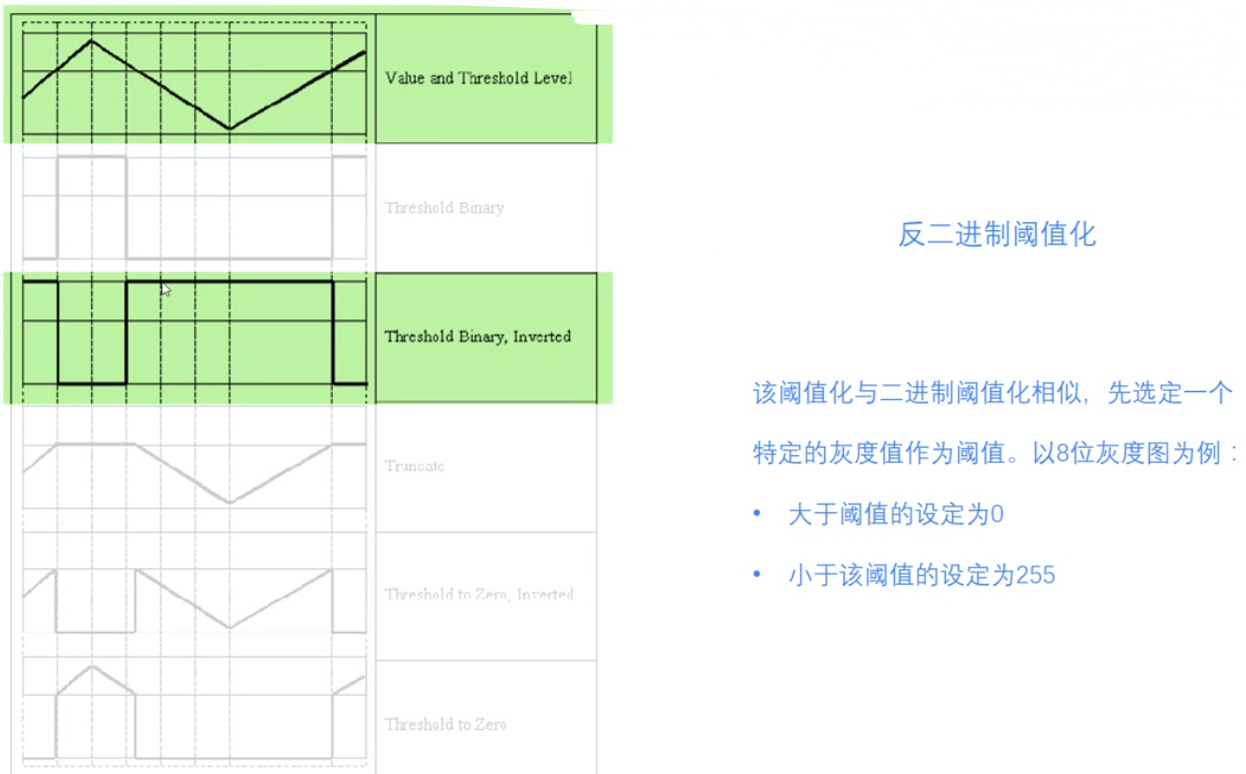 Value and Threshold Level
Threshold Binary
Threshold Binary, Inverted
Truncate
Threshold to Zero, Inverted
Threshold to Zero
反二进制阈值化
该阈值化与二进制阈值化相似，先选定一个
特定的灰度值作为阈值。以8位灰度图为例：
• 大于阈值的设定为0
• 小于该阈值的设定为255